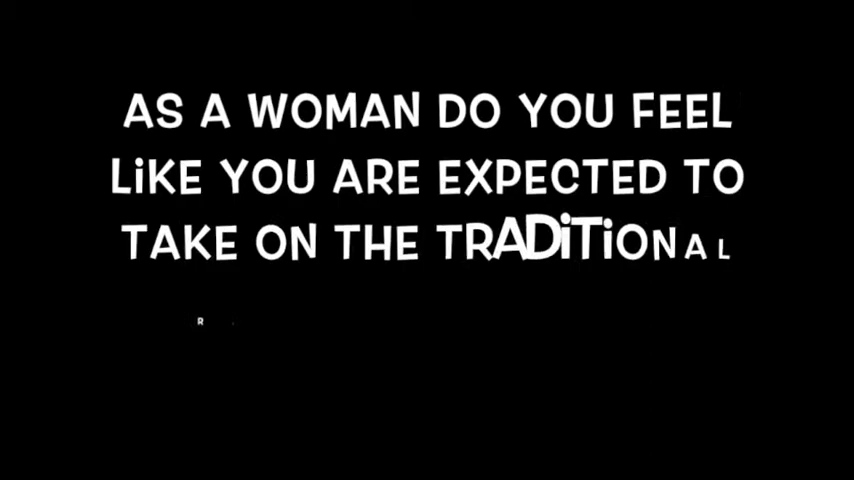 AS A WOMAN DO YOU FEEL
LiKE YOU ARE EXPECTED TO
TAKE ON THE TRADiTiONAL
R